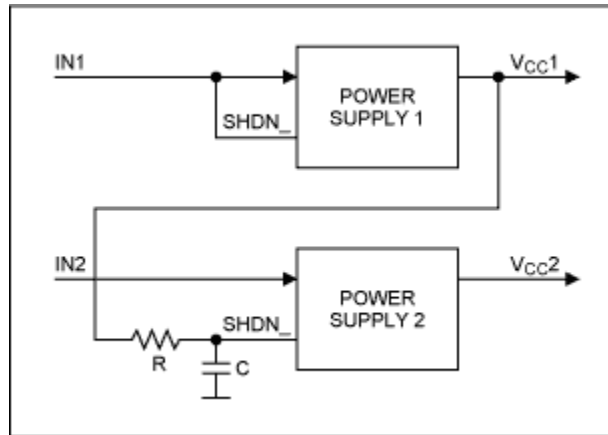 IN1
VCC1
SHDN_
POWER
SUPPLY 1
IN2
VCC2
SHDN_
POWER
SUPPLY 2
R
C